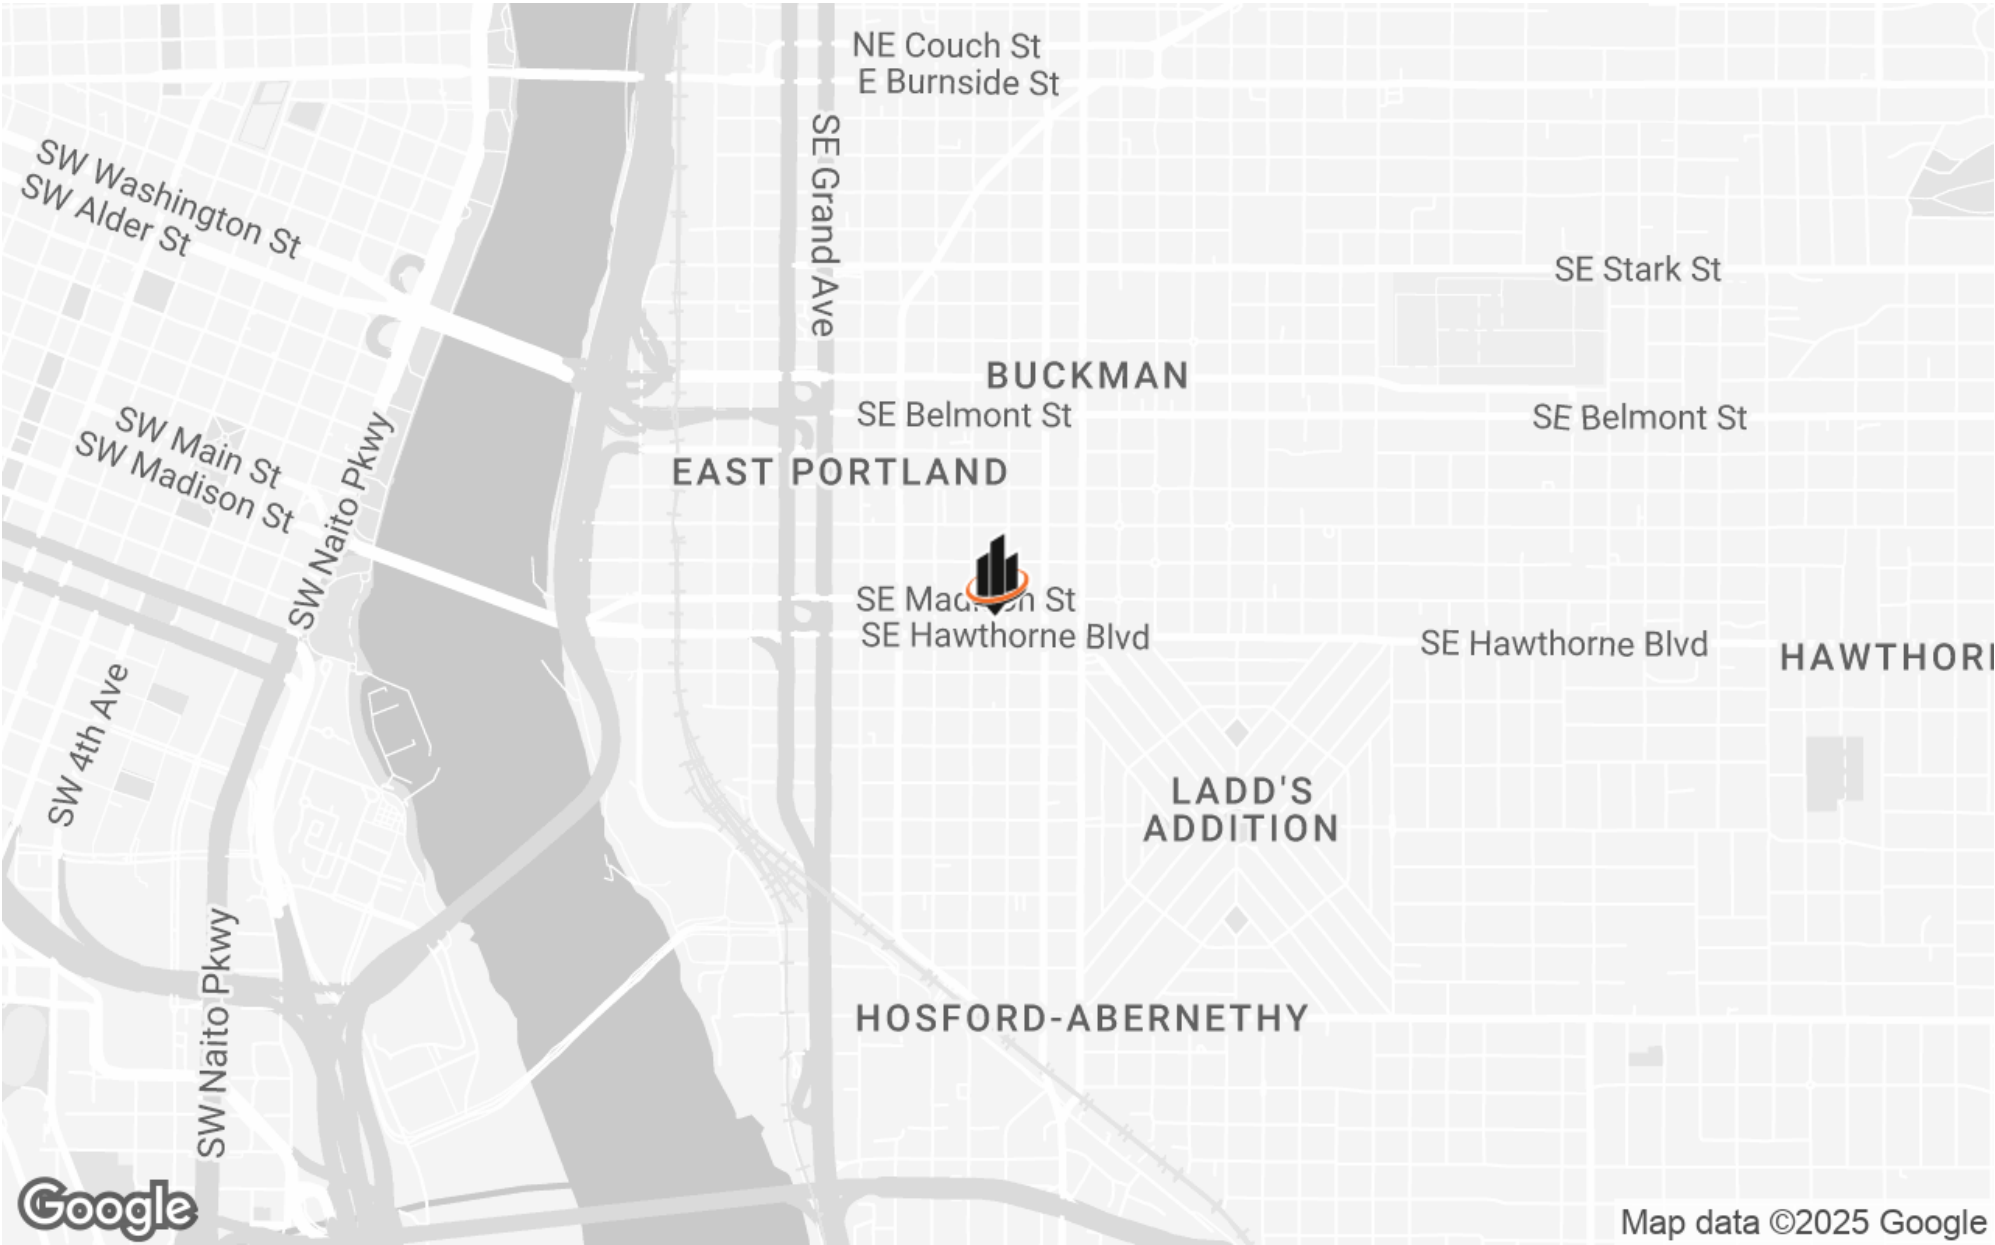 NE Couch St
E Burnside St
SE Grand Ave
SW Washington St
SW Alder St
SE Stark St
BUCKMAN
SE Belmont St
SE Belmont St
SW Main St
SW Madison St
SW Naito Pkwy
EAST PORTLAND
SE Mad n St
SE Hawthorne Blvd
SE Hawthorne Blvd
HAWTHOR
SW 4th Ave
LADD'S
ADDITION
SW Naito Pkwy
HOSFORD-ABERNETHY
Google
Map data ©2025 Google